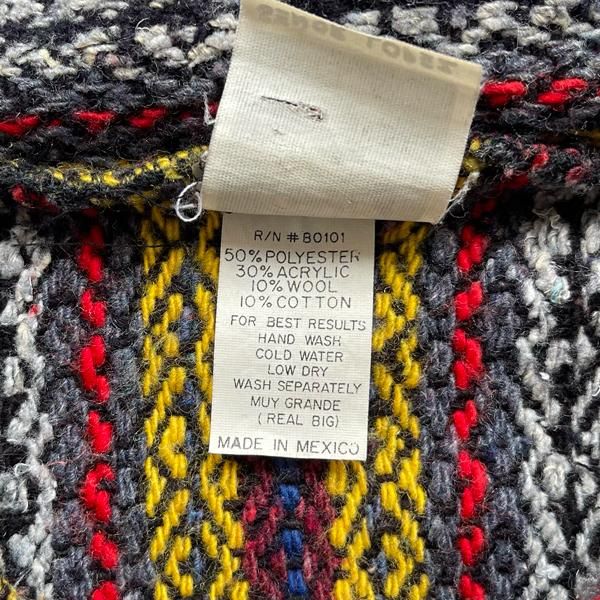 R/N # 80101
50% POLYESTER
30% ACRYLIC
10% WOOL
10% COTTON
FOR BEST RESULTS
HAND WASH
COLD WATER
LOW DRY
WASH SEPARATELY
MUY GRANDE
( REAL BIG)
MADE IN MEXICO